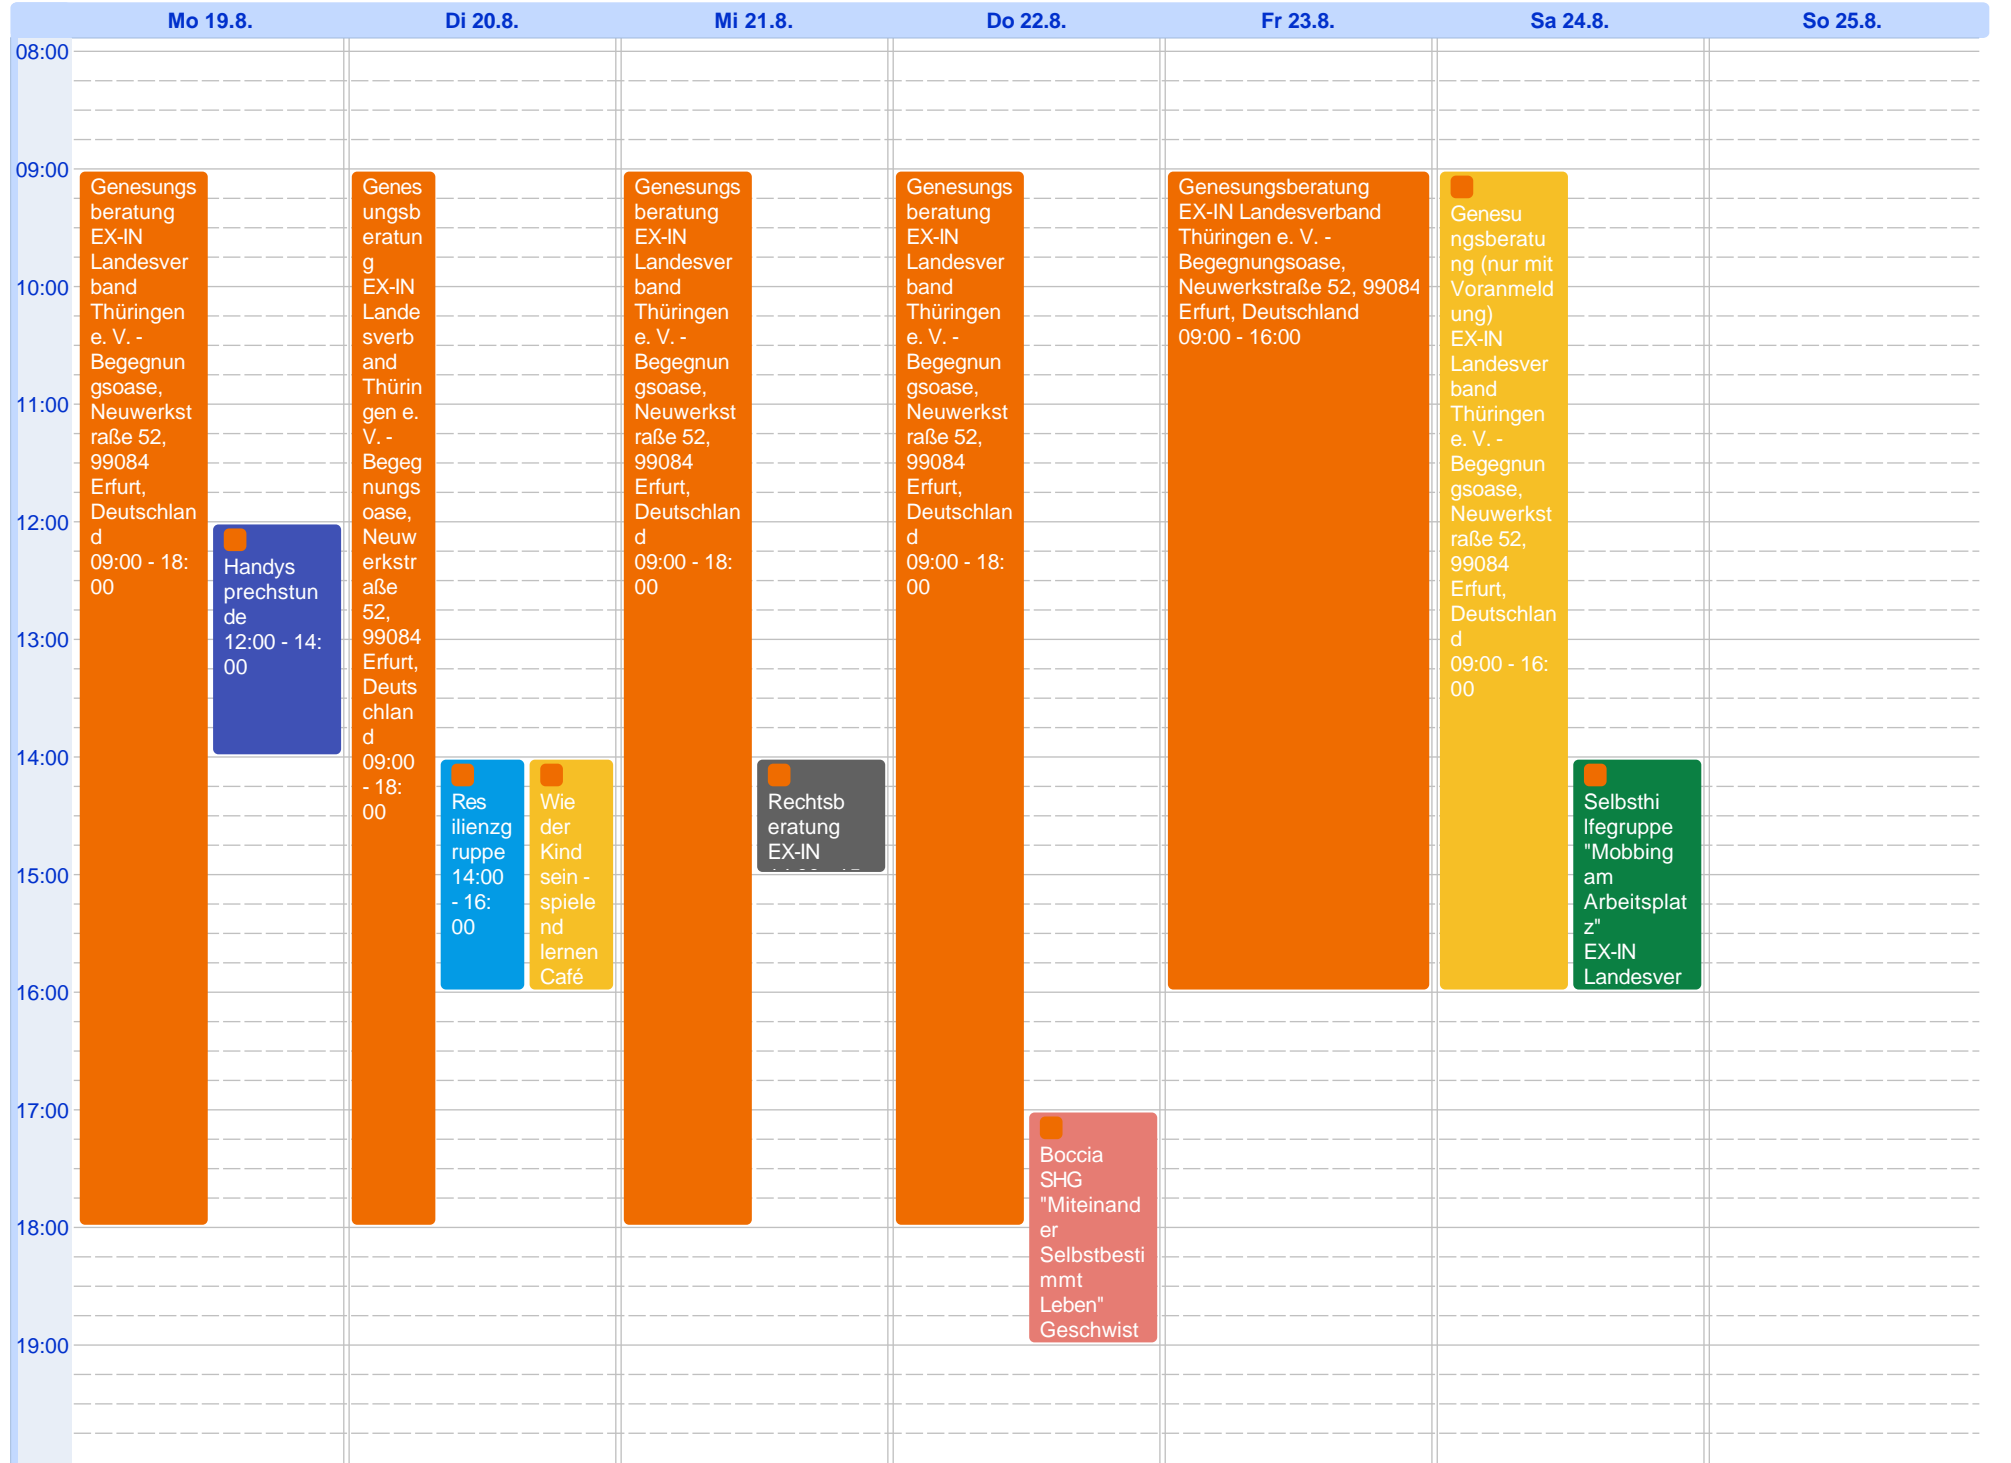 Mo 19.8.
Di 20.8.
Mi 21.8.
Do 22.8.
Fr 23.8.
Sa 24.8.
So 25.8.
08:00
09:00
10:00
11:00
12:00
13:00
14:00
15:00
16:00
17:00
18:00
19:00
Genesungs
beratung
EX-IN
Landesver
band
Thüringen
e. V. -
Begegnun
gsoase,
Neuwerkst
raße 52,
99084
Erfurt,
Deutschlan
d
09:00 - 18:
00
Handys
prechstun
de
12:00 - 14:
00
Genes
ungsb
eratun
g
EX-IN
Lande
sverb
and
Thürin
gen e.
V. -
Begeg
nungs
oase,
Neuw
erkstr
aße
52,
99084
Erfurt,
Deuts
chlan
d
09:00
- 18:
00
Res
ilienzg
ruppe
14:00
- 16:
00
Wie
der
Kind
sein -
spiele
nd
lernen
Café
Genesungs
beratung
EX-IN
Landesver
band
Thüringen
e. V. -
Begegnun
gsoase,
Neuwerkst
raße 52,
99084
Erfurt,
Deutschlan
d
09:00 - 18:
00
Rechtsb
eratung
EX-IN
Genesungs
beratung
EX-IN
Landesver
band
Thüringen
e. V. -
Begegnun
gsoase,
Neuwerkst
raße 52,
99084
Erfurt,
Deutschlan
d
09:00 - 18:
00
Boccia
SHG
"Miteinand
er
Selbstbesti
mmt
Leben"
Geschwist
Genesungsberatung
EX-IN Landesverband
Thüringen e. V. -
Begegnungsoase,
Neuwerkstraße 52, 99084
Erfurt, Deutschland
09:00 - 16:00
Genesu
ngsberatu
ng (nur mit
Voranmeld
ung)
EX-IN
Landesver
band
Thüringen
e. V. -
Begegnun
gsoase,
Neuwerkst
raße 52,
99084
Erfurt,
Deutschlan
d
09:00 - 16:
00
Selbsthi
lfegruppe
"Mobbing
am
Arbeitsplat
z"
EX-IN
Landesver